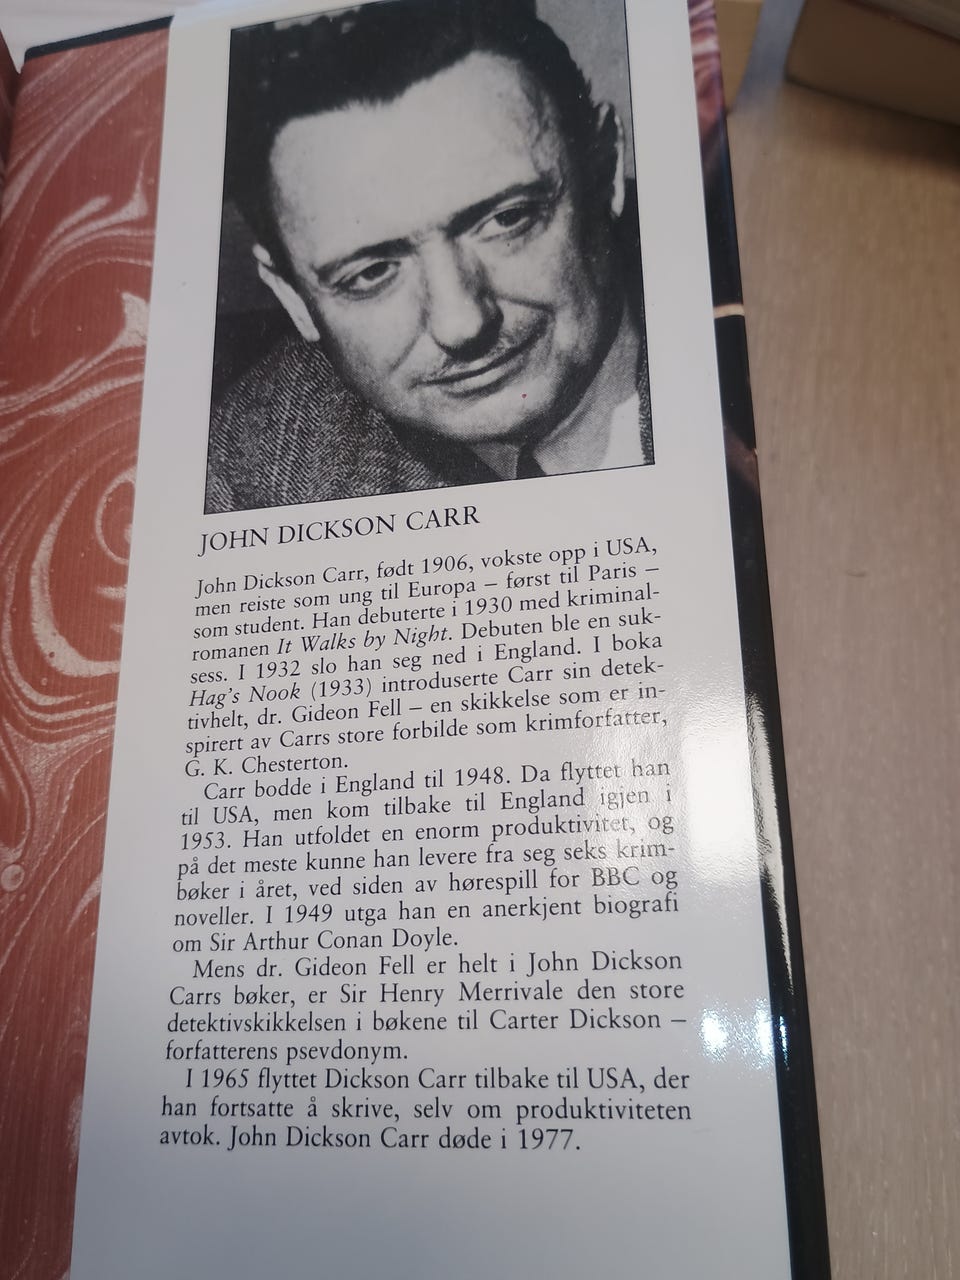 JOHN DICKSON CARR
John Dickson Carr, født 1906, vokste opp i USA,
men reiste som ung til Europa – først til Paris –
som student. Han debuterte i 1930 med kriminal-
romanen It Walks by Night. Debuten ble en suk-
sess. I 1932 slo han seg ned i England. I boka
Hag's Nook (1933) introduserte Carr sin detek-
tivhelt, dr. Gideon Fell – en skikkelse som er in-
spirert av Carrs store forbilde som krimforfatter,
G. K. Chesterton.
Carr bodde i England til 1948. Da flyttet han
til USA, men kom tilbake til England igjen i
1953. Han utfoldet en enorm produktivitet, og
på det meste kunne han levere fra seg seks krim-
bøker i året, ved siden av hørespill for BBC og
noveller. I 1949 utga han en anerkjent biografi
om Sir Arthur Conan Doyle.
Mens dr. Gideon Fell er helt i John Dickson
Carrs bøker, er Sir Henry Merrivale den store
detektivskikkelsen i bøkene til Carter Dickson –
forfatterens psevdonym.
I 1965 flyttet Dickson Carr tilbake til USA, der
han fortsatte å skrive, selv om produktiviteten
avtok. John Dickson Carr døde i 1977.